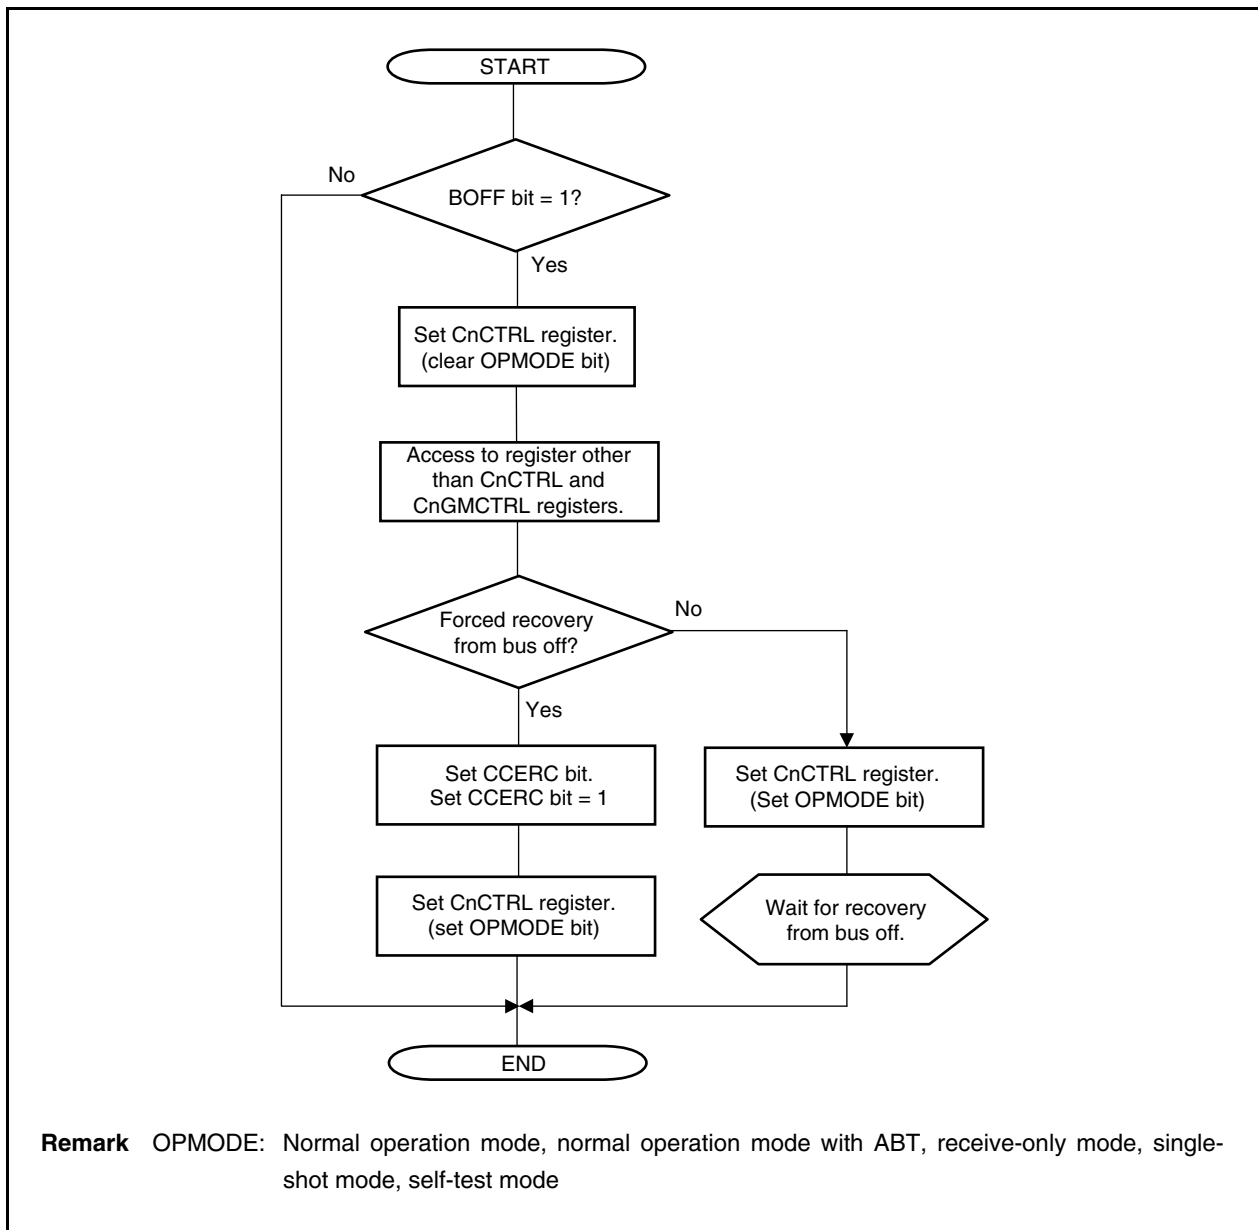 START
No
BOFF bit = 1?
Yes
Set CnCTRL register.
(clear OPMODE bit)
Access to register other
than CnCTRL and
CnGMCTRL registers.
No
Forced recovery
from bus off?
Yes
Set CCERC bit.
Set CCERC bit = 1
Set CnCTRL register.
(Set OPMODE bit)
Set CnCTRL register.
(set OPMODE bit)
Wait for recovery
from bus off.
END
Remark OPMODE: Normal operation mode, normal operation mode with ABT, receive-only mode, single-
shot mode, self-test mode